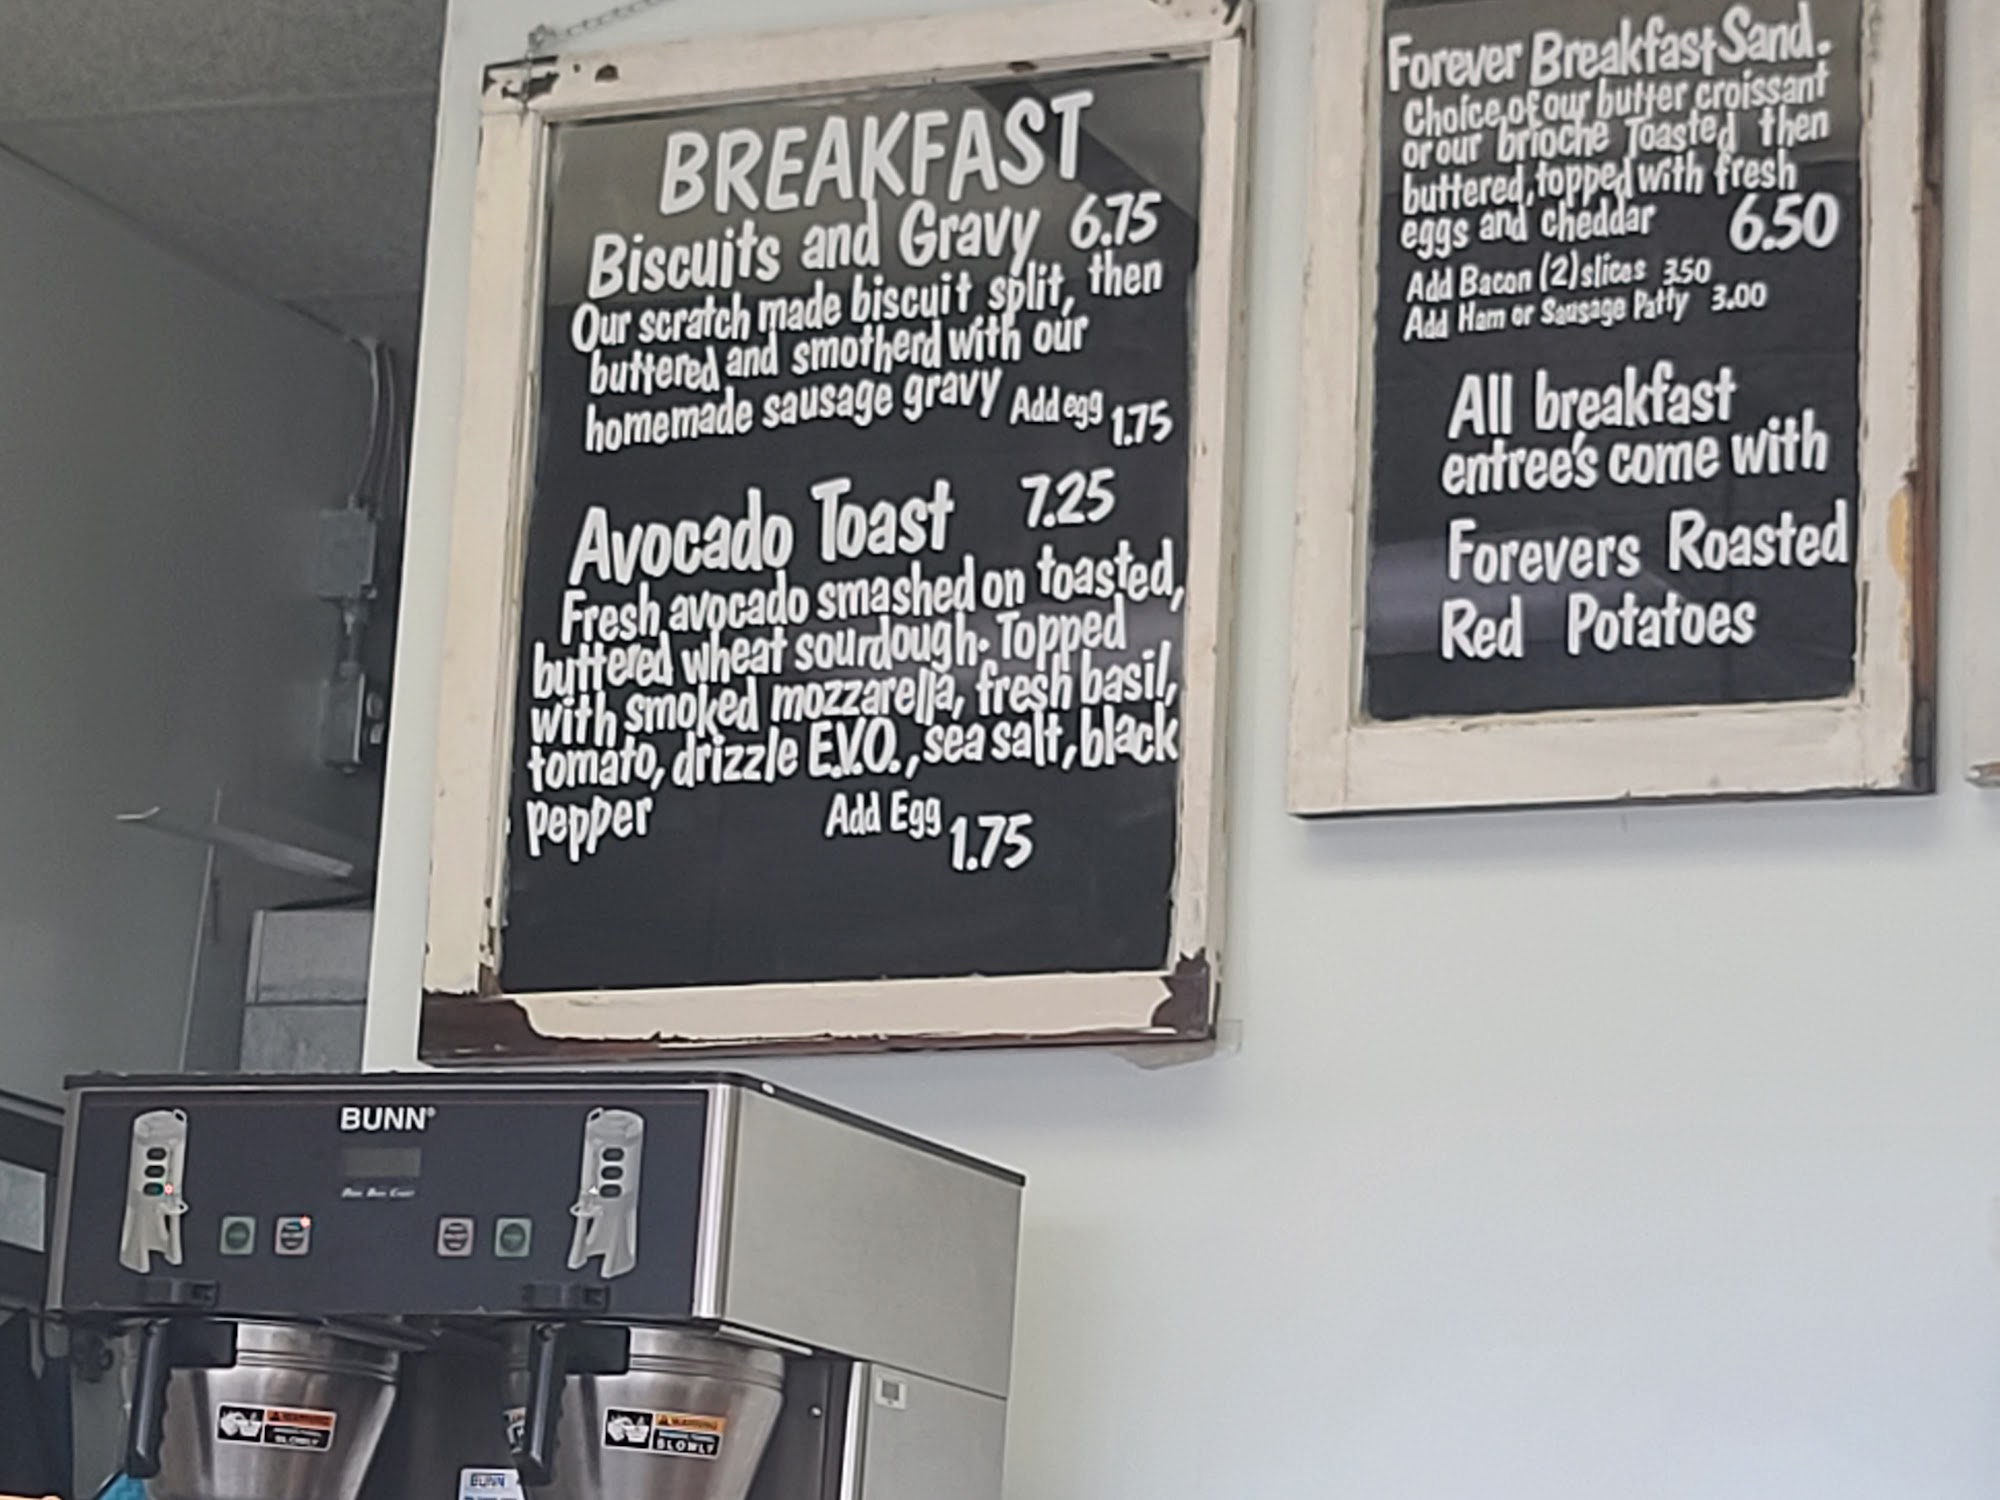 BREAKFAST
Biscuits and Gravy 6.75
Our scratch made biscuit split, then
buttered and smotherd with our
homemade sausage gravy Add egg 1.75
Avocado Toast 7.25
Fresh avocado smashed on toasted,
buttered wheat sourdough. Topped
with smoked mozzarella, fresh basil,
tomato, drizzle E.V.O., sea salt, black
pepper Add Egg 1.75
Forever Breakfast Sand.
Choice of our butter croissant
or our brioche Toasted then
buttered, topped with fresh
eggs and cheddar 6.50
Add Bacon (2) slices 3.50
Add Ham or Sausage Patty 3.00
All breakfast
entree's come with
Forevers Roasted
Red Potatoes
BUNN®
WARNING
SLOWLY
WARNING
SLOWLY
BUNN